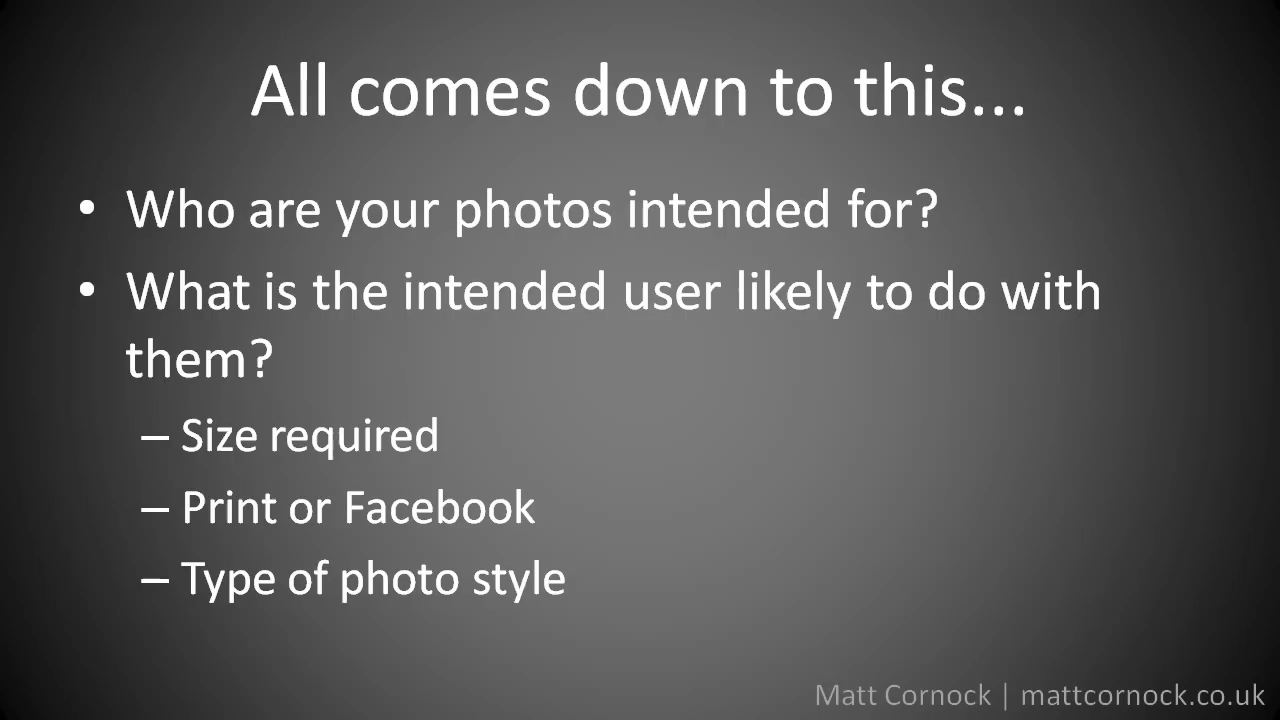 All comes down to this...
• Who are your photos intended for?
• What is the intended user likely to do with
them?
– Size required
– Print or Facebook
– Type of photo style
Matt Cornock | mattcornock.co.uk